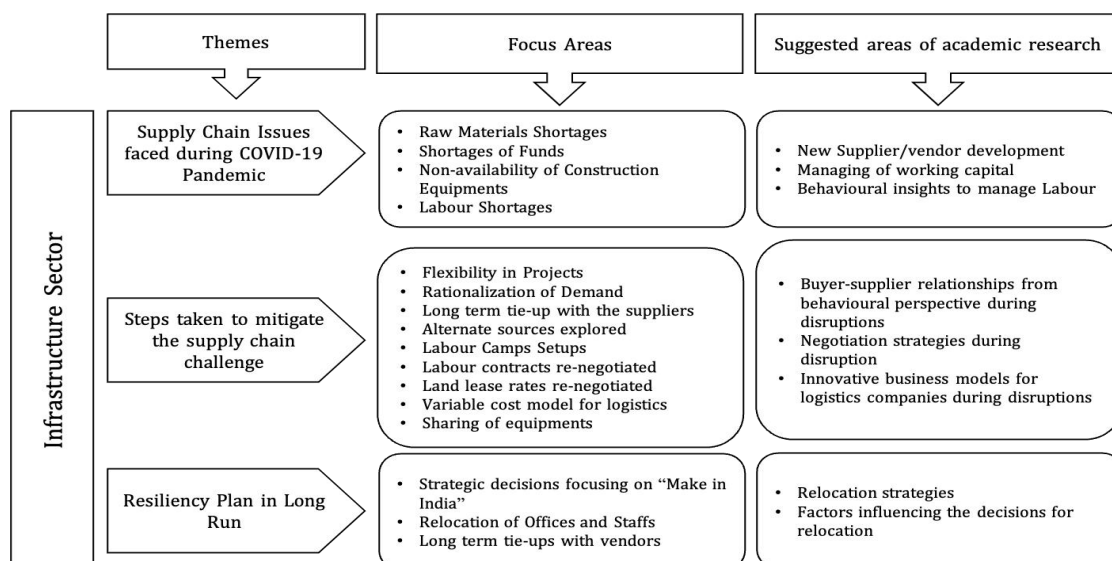 Themes
Focus Areas
Suggested areas of academic research
Infrastructure Sector
Supply Chain Issues
faced during COVID-19
Pandemic
• Raw Materials Shortages
• Shortages of Funds
• Non-availability of Construction
Equipments
• Labour Shortages
• New Supplier/vendor development
• Managing of working capital
• Behavioural insights to manage Labour
Steps taken to mitigate
the supply chain
challenge
• Flexibility in Projects
• Rationalization of Demand
• Long term tie-up with the suppliers
• Alternate sources explored
• Labour Camps Setups
• Labour contracts re-negotiated
• Land lease rates re-negotiated
• Variable cost model for logistics
• Sharing of equipments
• Buyer-supplier relationships from
behavioural perspective during
disruptions
• Negotiation strategies during
disruption
• Innovative business models for
logistics companies during disruptions
Resiliency Plan in Long
Run
• Strategic decisions focusing on “Make in
India”
• Relocation of Offices and Staffs
• Long term tie-ups with vendors
• Relocation strategies
• Factors influencing the decisions for
relocation